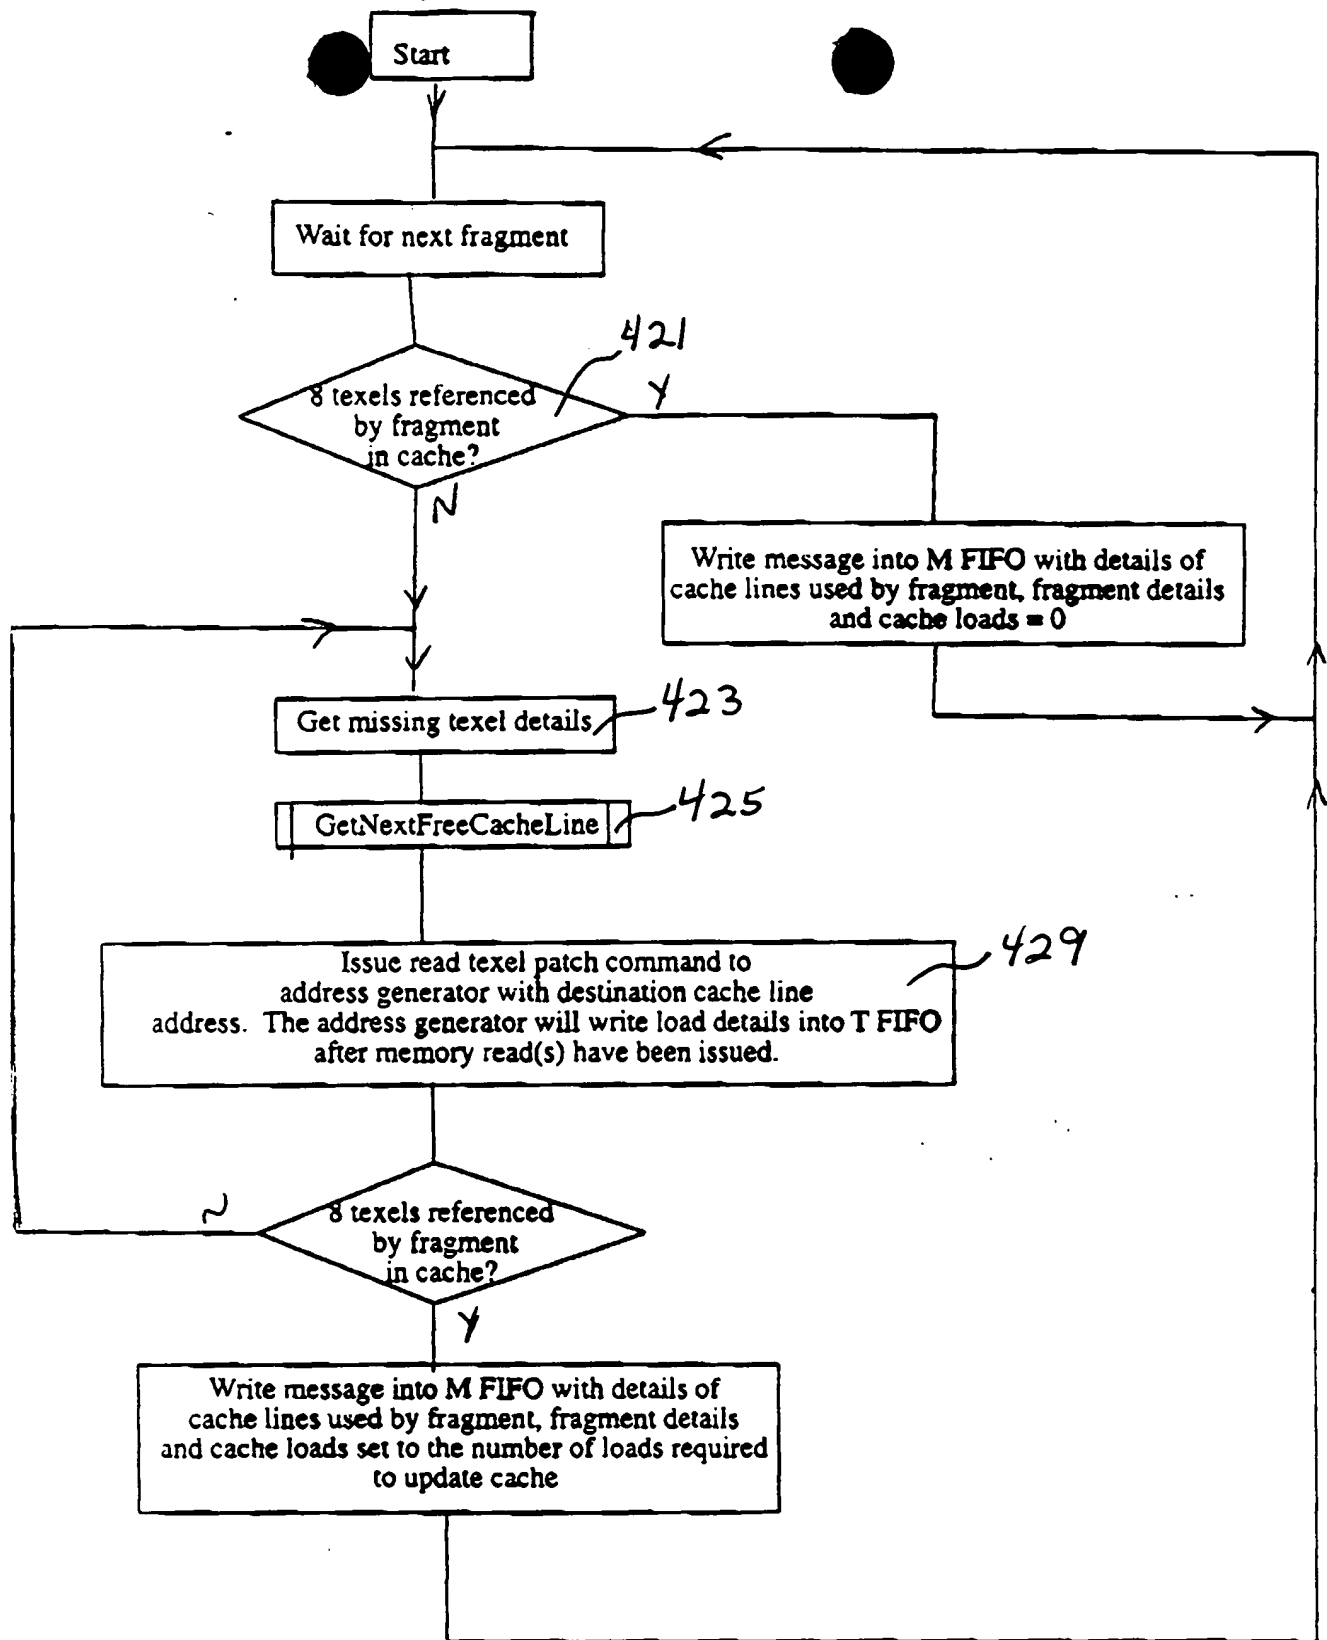 Start
Wait for next fragment
421
8 texels referenced
by fragment
in cache?
Y
N
Write message into M FIFO with details of
cache lines used by fragment, fragment details
and cache loads = 0
423
Get missing texel details
425
GetNextFreeCacheLine
429
Issue read texel patch command to
address generator with destination cache line
address. The address generator will write load details into T FIFO
after memory read(s) have been issued.
N
8 texels referenced
by fragment
in cache?
Y
Write message into M FIFO with details of
cache lines used by fragment, fragment details
and cache loads set to the number of loads required
to update cache